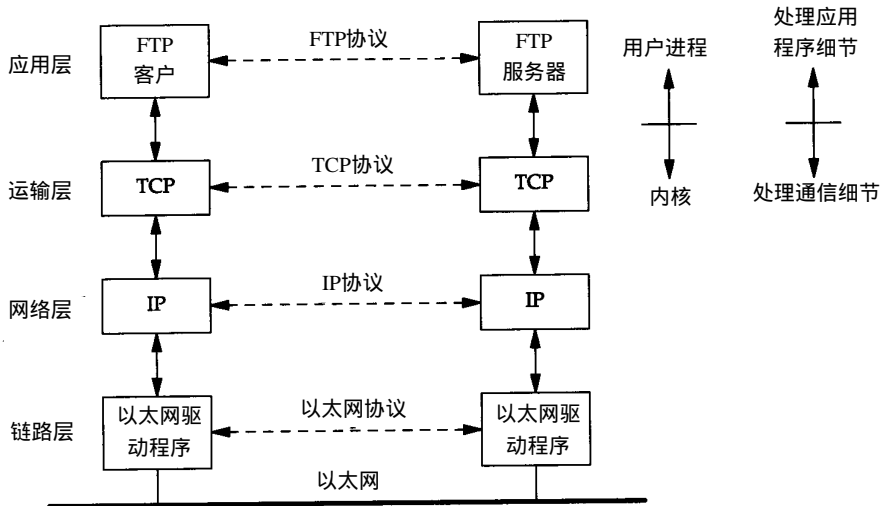 处理应用
程序细节
用户进程
FTP协议
应用层
FTP
客户
FTP
服务器
TCP协议
运输层
TCP
TCP
内核
处理通信细节
IP协议
网络层
IP
IP
以太网协议
链路层
以太网驱
动程序
以太网驱
动程序
以太网